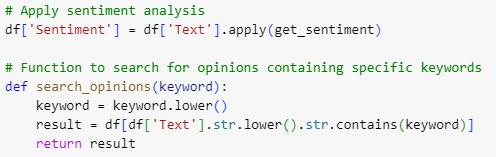 # Apply sentiment analysis
df['Sentiment'] = df['Text'].apply(get_sentiment)
# Function to search for opinions containing specific keywords
def search_opinions(keyword):
    keyword = keyword.lower()
    result = df[df['Text'].str.lower().str.contains(keyword)]
    return result